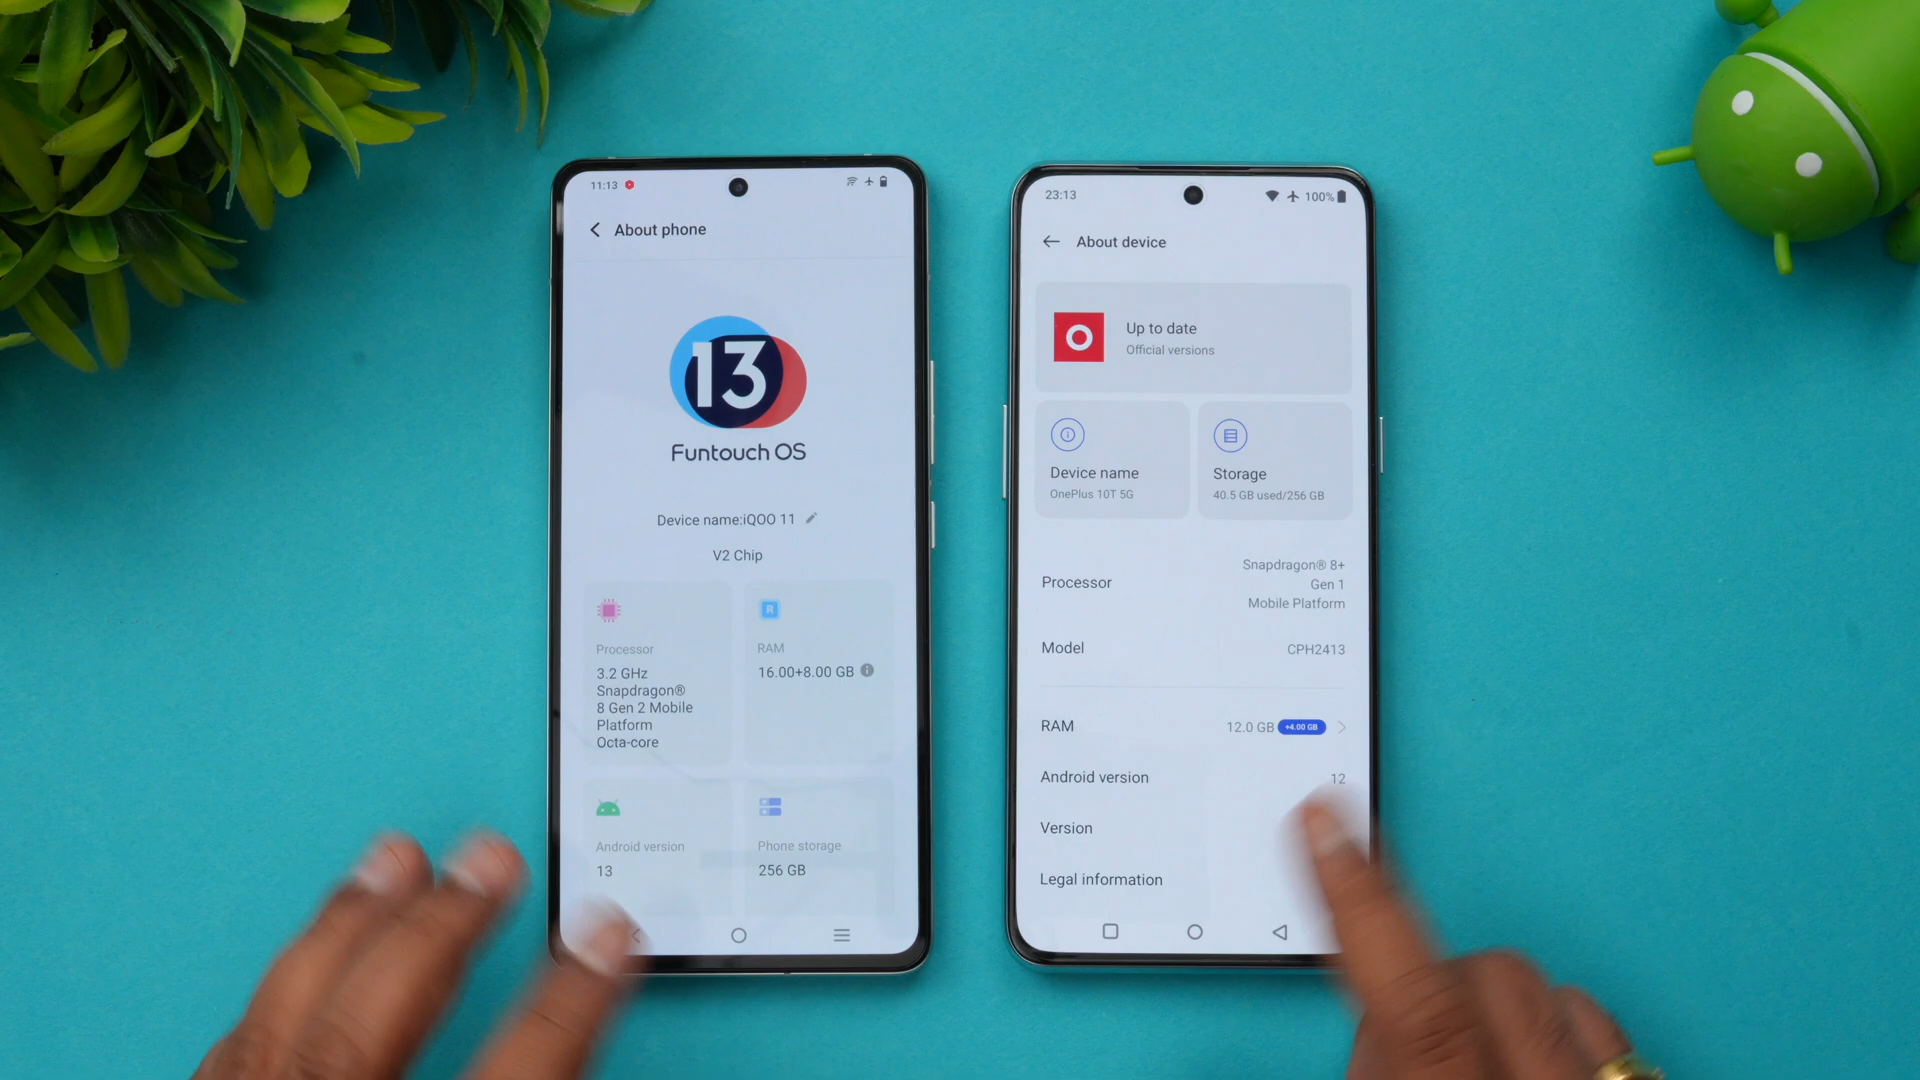 11:13
About phone
13
Funtouch OS
Device name:iQOO 11
V2 Chip
R
Processor
3.2 GHz
Snapdragon®
8 Gen 2 Mobile
Platform
Octa-core
RAM
16.00+8.00 GB
Android version
13
Phone storage
256 GB
23:13
100%
About device
Up to date
Official versions
Device name
OnePlus 10T 5G
Storage
40.5 GB used/256 GB
Processor
Snapdragon® 8+
Gen 1
Mobile Platform
Model
CPH2413
RAM
12.0 GB
+4.00 GB
Android version
12
Version
Legal information